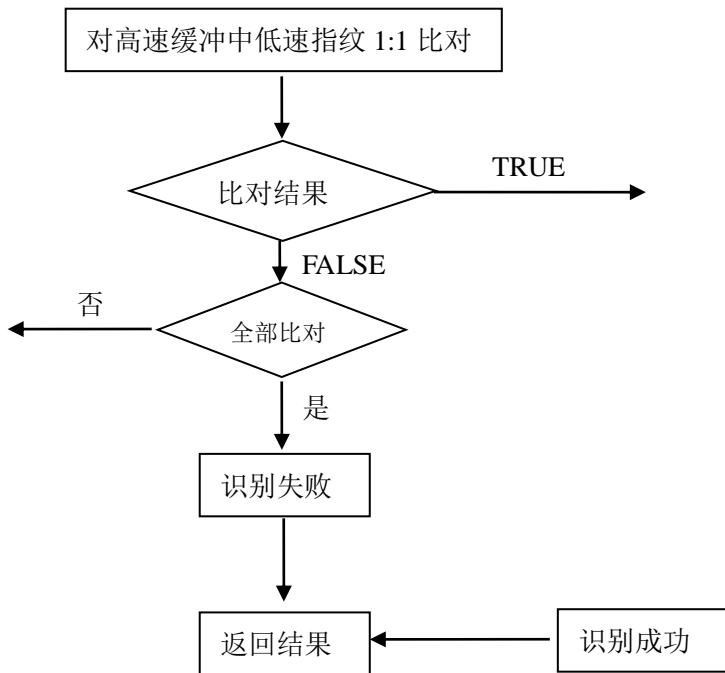 对高速缓冲中低速指纹 1:1 比对
比对结果
TRUE
FALSE
否
全部比对
是
识别失败
返回结果
识别成功